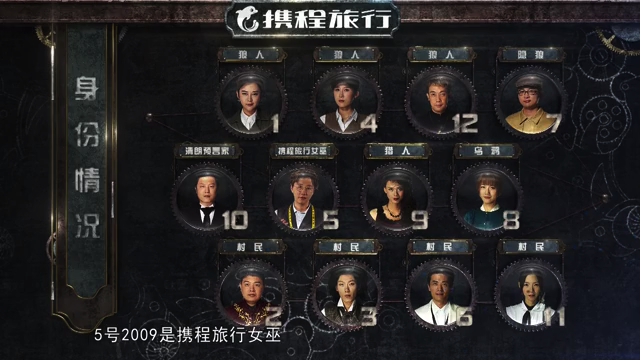 携程旅行
身份情况
狼人 狼人 狼人 隐狼
1 4 12 7
清朗预言家 携程旅行女巫 猎人 乌鸦
10 5 9 8
村民 村民 村民 村民
2 3 6 11
5号2009是携程旅行女巫